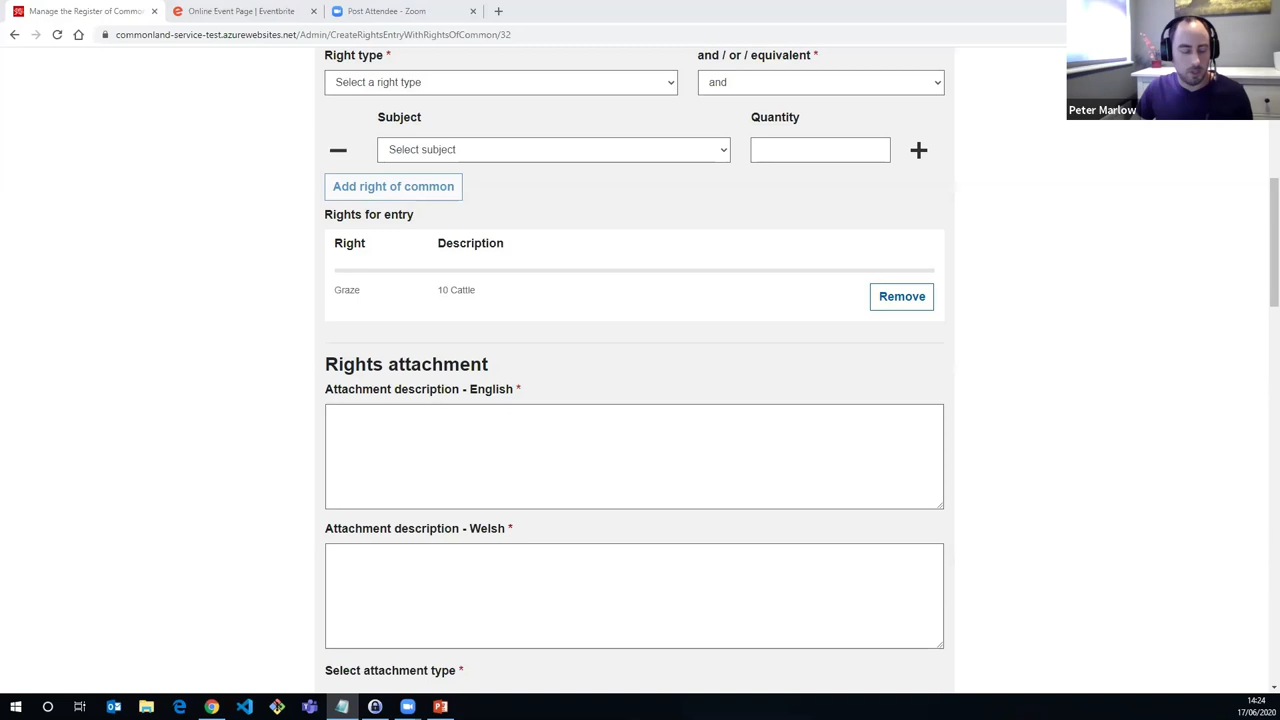 Manage the Register of Commo
Online Event Page | Eventbrite
Post Attendee - Zoom
commonland-service-test.azurewebsites.net/Admin/CreateRightsEntryWithRightsOfCommon/32
Peter Marlow
Right type *
and / or / equivalent *
Select a right type
and
Subject
Quantity
Select subject
Add right of common
Rights for entry
Right
Description
Graze
10 Cattle
Remove
Rights attachment
Attachment description - English *
Attachment description - Welsh *
Select attachment type *
14:24
17/06/2020